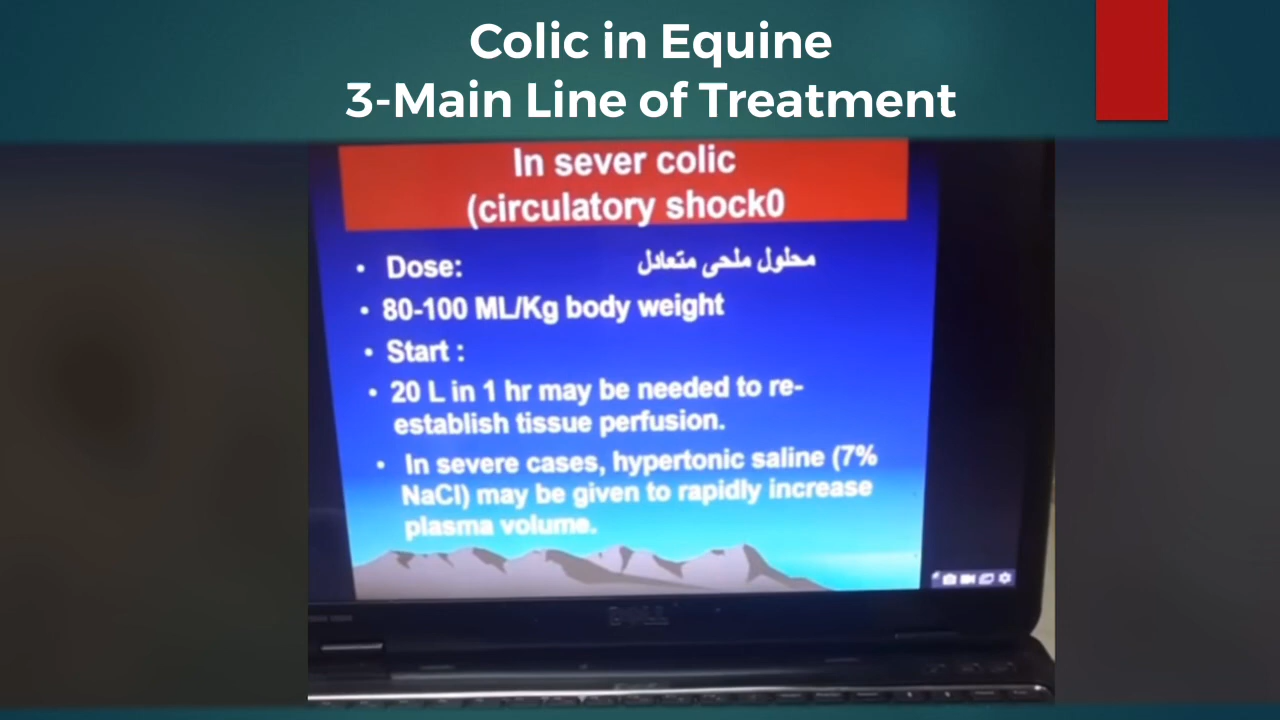 Colic in Equine
3-Main Line of Treatment
In sever colic
(circulatory shock0
• Dose: محلول ملحى متعادل
• 80-100 ML/Kg body weight
• Start :
• 20 L in 1 hr may be needed to re-
establish tissue perfusion.
• In severe cases, hypertonic saline (7%
NaCl) may be given to rapidly increase
plasma volume.
DELL